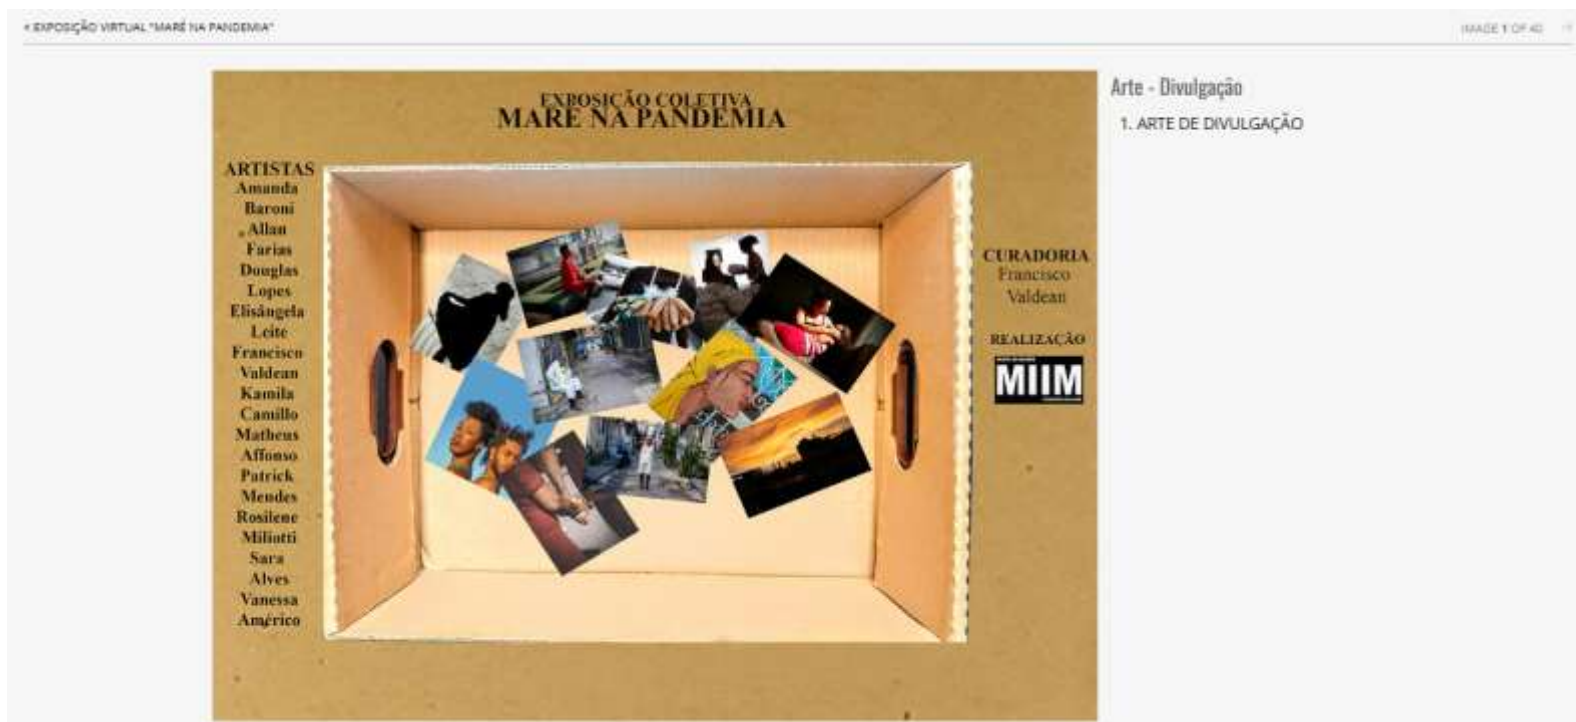 < EXPOSIÇÃO VIRTUAL "MARÉ NA PANDEMIA"
IMAGE 1 OF 40
EXPOSIÇÃO COLETIVA
MARÉ NA PANDEMIA
ARTISTAS
Amanda
Baroni
Allan
Farias
Douglas
Lopes
Elisângela
Leite
Francisco
Valdean
Kamila
Camillo
Matheus
Affonso
Patrick
Mendes
Rosilene
Miliotti
Sara
Alves
Vanessa
Américo
CURADORIA
Francisco
Valdean
REALIZAÇÃO
MIIM
Arte - Divulgação
1. ARTE DE DIVULGAÇÃO